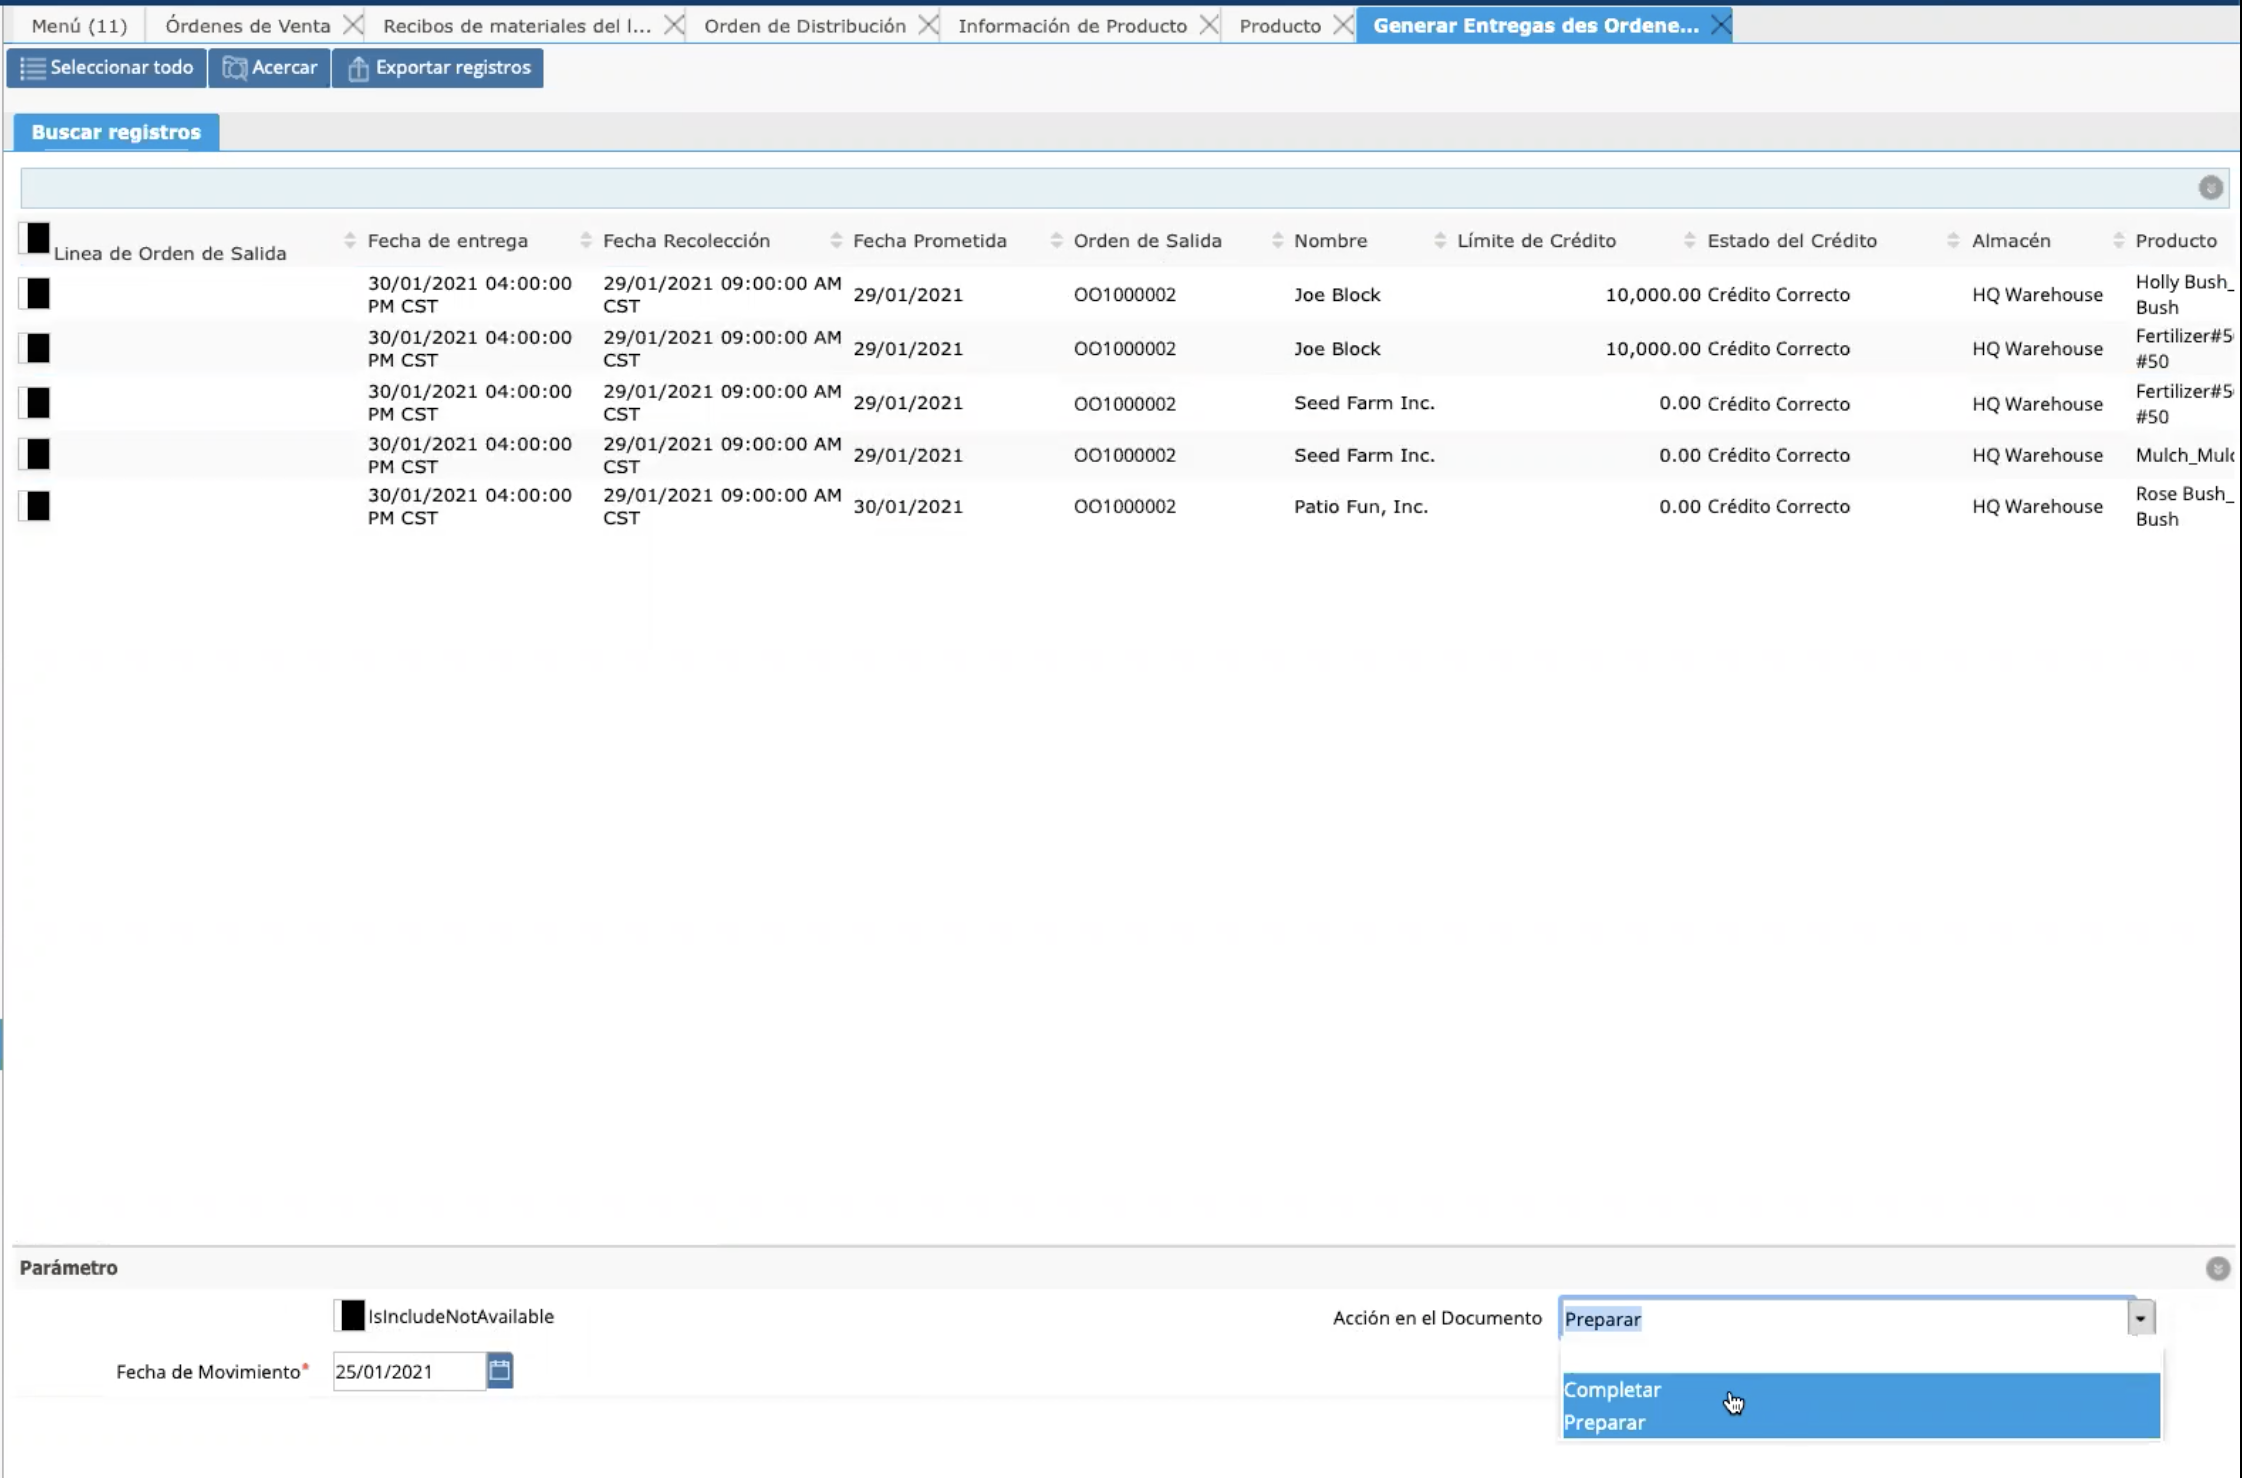 Menú (11) Órdenes de Venta Recibos de materiales del l... Orden de Distribución Información de Producto Producto Generar Entregas des Ordene...
Seleccionar todo Acercar Exportar registros
Buscar registros
Linea de Orden de Salida Fecha de entrega Fecha Recolección Fecha Prometida Orden de Salida Nombre Límite de Crédito Estado del Crédito Almacén Producto
30/01/2021 04:00:00 29/01/2021 09:00:00 AM Holly Bush_
29/01/2021 OO1000002 Joe Block 10,000.00 Crédito Correcto HQ Warehouse
PM CST CST Bush
30/01/2021 04:00:00 29/01/2021 09:00:00 AM Fertilizer#5
29/01/2021 OO1000002 Joe Block 10,000.00 Crédito Correcto HQ Warehouse
PM CST CST #50
30/01/2021 04:00:00 29/01/2021 09:00:00 AM Fertilizer#5
29/01/2021 OO1000002 Seed Farm Inc. 0.00 Crédito Correcto HQ Warehouse
PM CST CST #50
30/01/2021 04:00:00 29/01/2021 09:00:00 AM
29/01/2021 OO1000002 Seed Farm Inc. 0.00 Crédito Correcto HQ Warehouse Mulch_Mulc
PM CST CST
30/01/2021 04:00:00 29/01/2021 09:00:00 AM Rose Bush_
30/01/2021 OO1000002 Patio Fun, Inc. 0.00 Crédito Correcto HQ Warehouse
PM CST CST Bush
Parámetro
IsIncludeNotAvailable Acción en el Documento Preparar
Fecha de Movimiento* 25/01/2021
Completar
Preparar